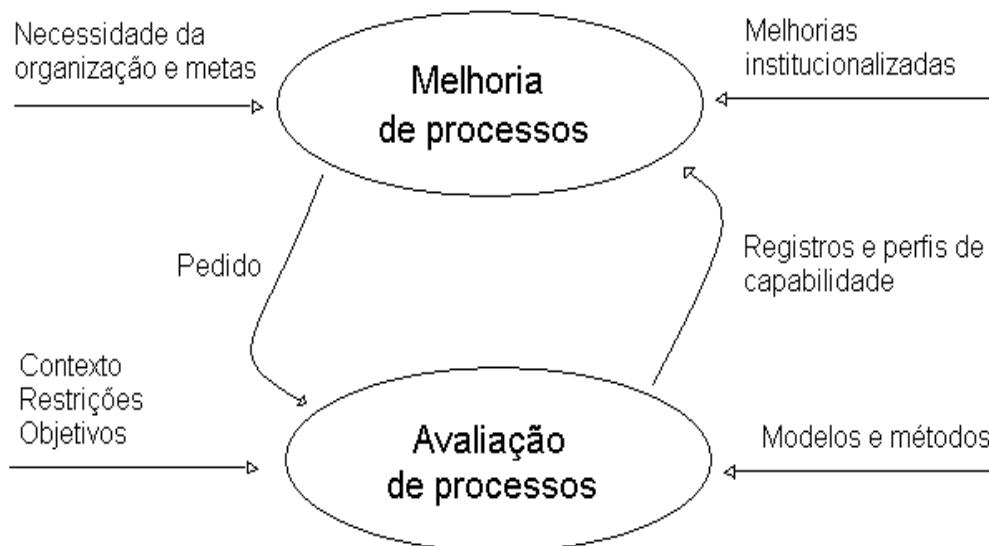 Necessidade da
organização e metas
Melhoria
de processos
Melhorias
institucionalizadas
Pedido
Registros e perfis de
capabilidade
Contexto
Restrições
Objetivos
Avaliação
de processos
Modelos e métodos